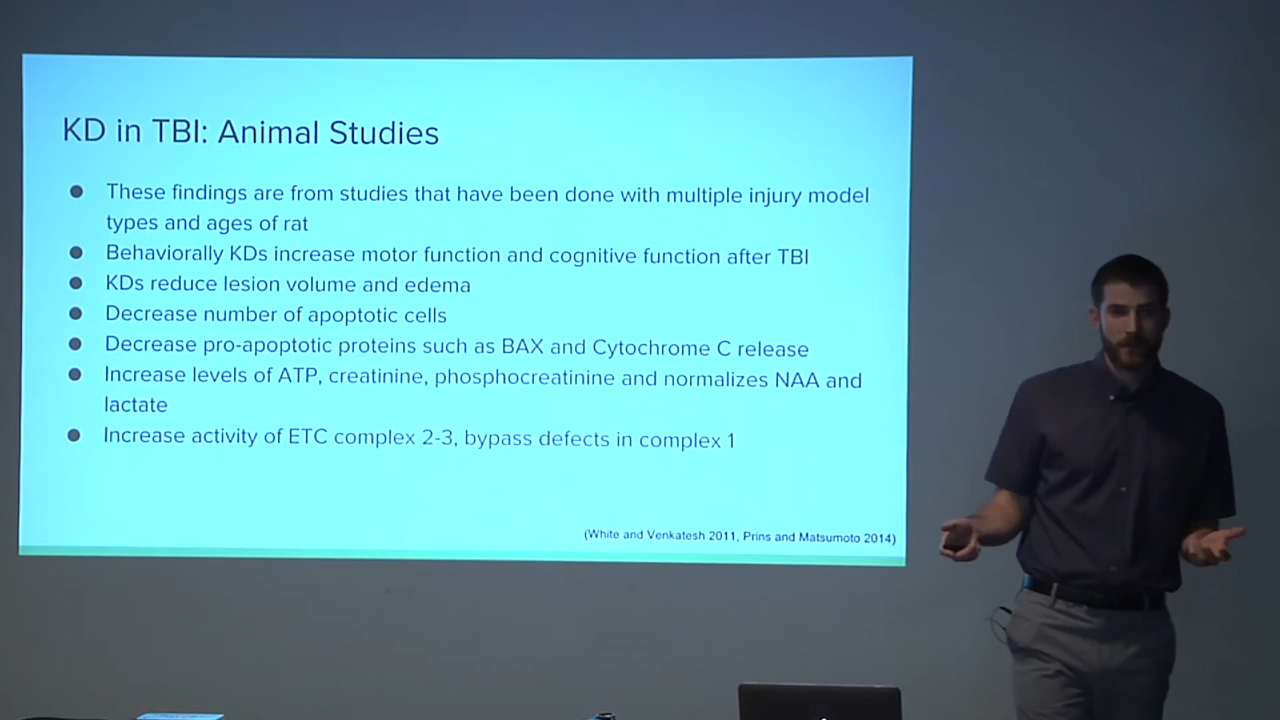 KD in TBI: Animal Studies
● These findings are from studies that have been done with multiple injury model
types and ages of rat
● Behaviorally KDs increase motor function and cognitive function after TBI
● KDs reduce lesion volume and edema
● Decrease number of apoptotic cells
● Decrease pro-apoptotic proteins such as BAX and Cytochrome C release
● Increase levels of ATP, creatinine, phosphocreatinine and normalizes NAA and
lactate
● Increase activity of ETC complex 2-3, bypass defects in complex 1
(White and Venkatesh 2011, Prins and Matsumoto 2014)